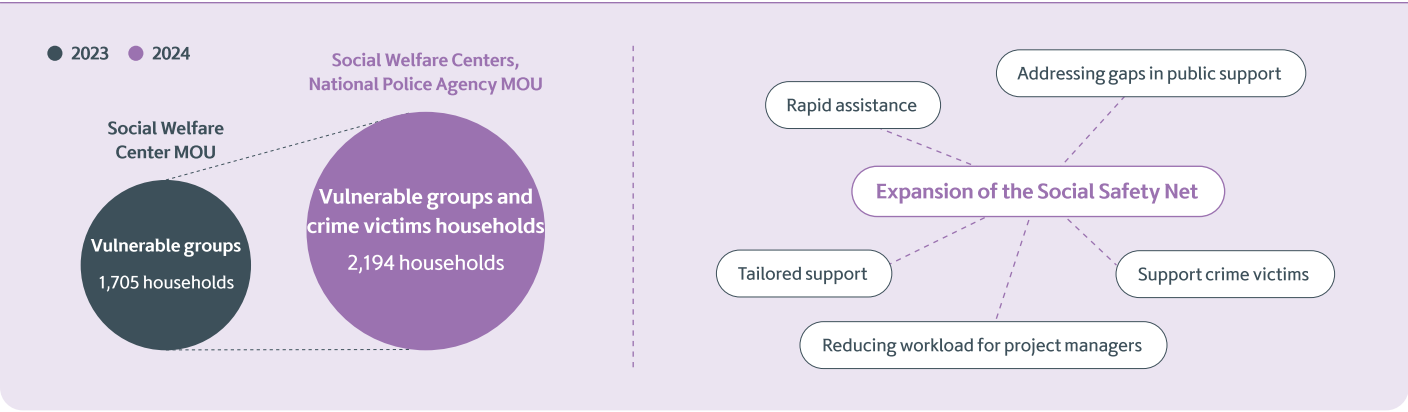 2023
2024
Social Welfare
Center MOU
Vulnerable groups
1,705 households
Social Welfare Centers,
National Police Agency MOU
Vulnerable groups and
crime victims households
2,194 households
Rapid assistance
Addressing gaps in public support
Expansion of the Social Safety Net
Tailored support
Support crime victims
Reducing workload for project managers